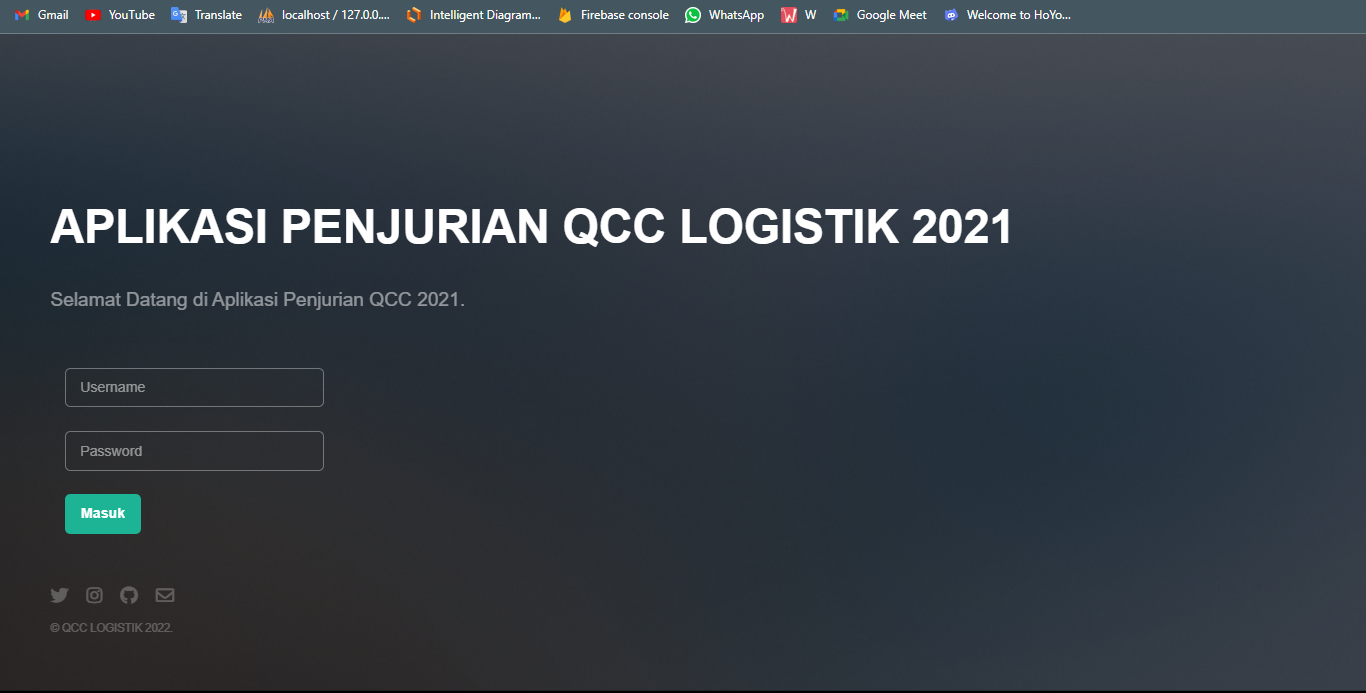 Gmail YouTube Translate localhost / 127.0.0.... Intelligent Diagram... Firebase console WhatsApp W Google Meet Welcome to HoYo...
APLIKASI PENJURIAN QCC LOGISTIK 2021
Selamat Datang di Aplikasi Penjurian QCC 2021.
Username
Password
Masuk
© QCC LOGISTIK 2022.